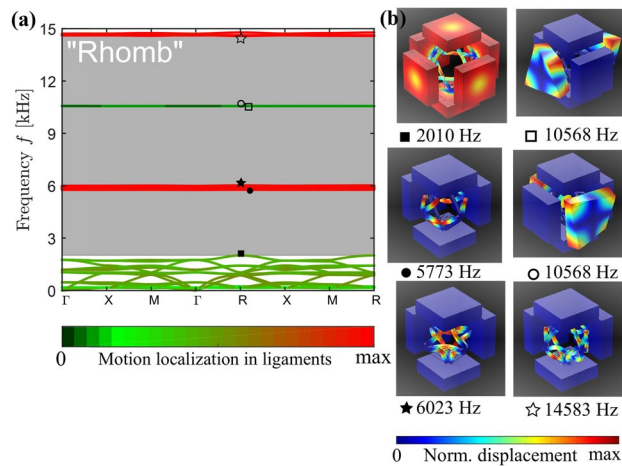 (a)
"Rhomb"
Frequency f [kHz]
15
12
9
6
3
0
Γ X M Γ R X M R
0 Motion localization in ligaments max
(b)
■ 2010 Hz □ 10568 Hz
● 5773 Hz ○ 10568 Hz
★ 6023 Hz ☆ 14583 Hz
0 Norm. displacement max